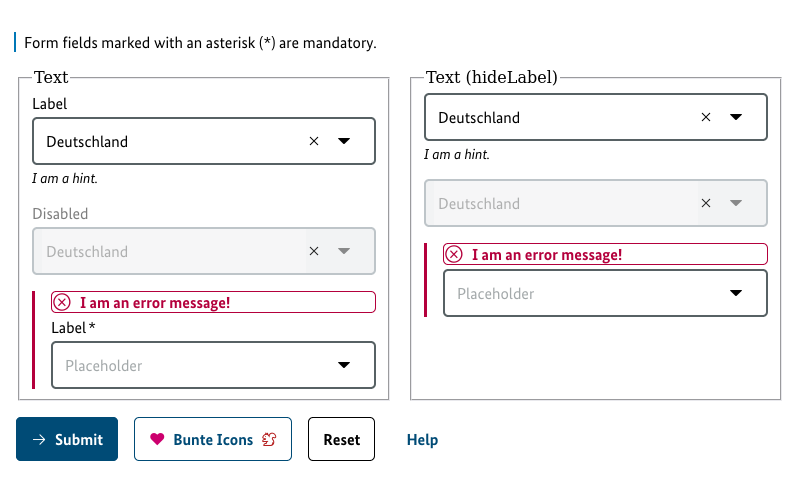 Form fields marked with an asterisk (*) are mandatory.
Text
Label
Deutschland
I am a hint.
Disabled
Deutschland
I am an error message!
Label *
Placeholder
Text (hideLabel)
Deutschland
I am a hint.
Deutschland
I am an error message!
Placeholder
Submit
Bunte Icons
Reset
Help